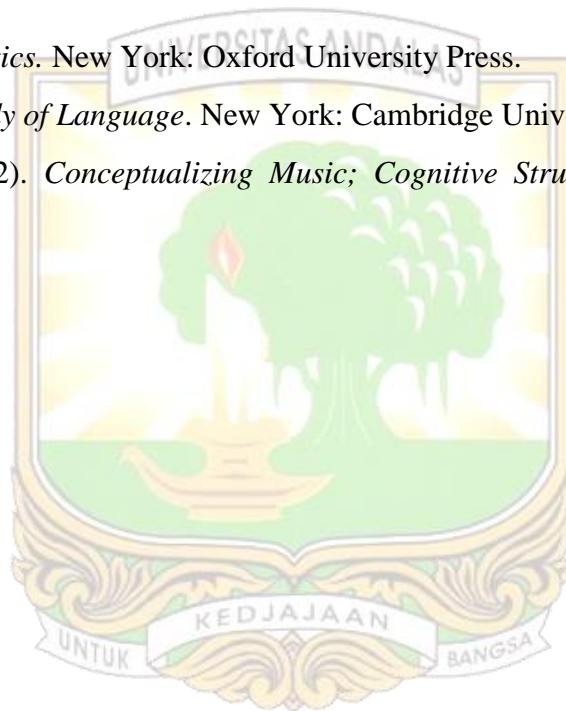 ics. New York: Oxford University Press.
UNIVERSITAS ANDALAS
ly of Language. New York: Cambridge Univ
2). Conceptualizing Music; Cognitive Stru
UNTUK KEDJAJAAN BANGSA